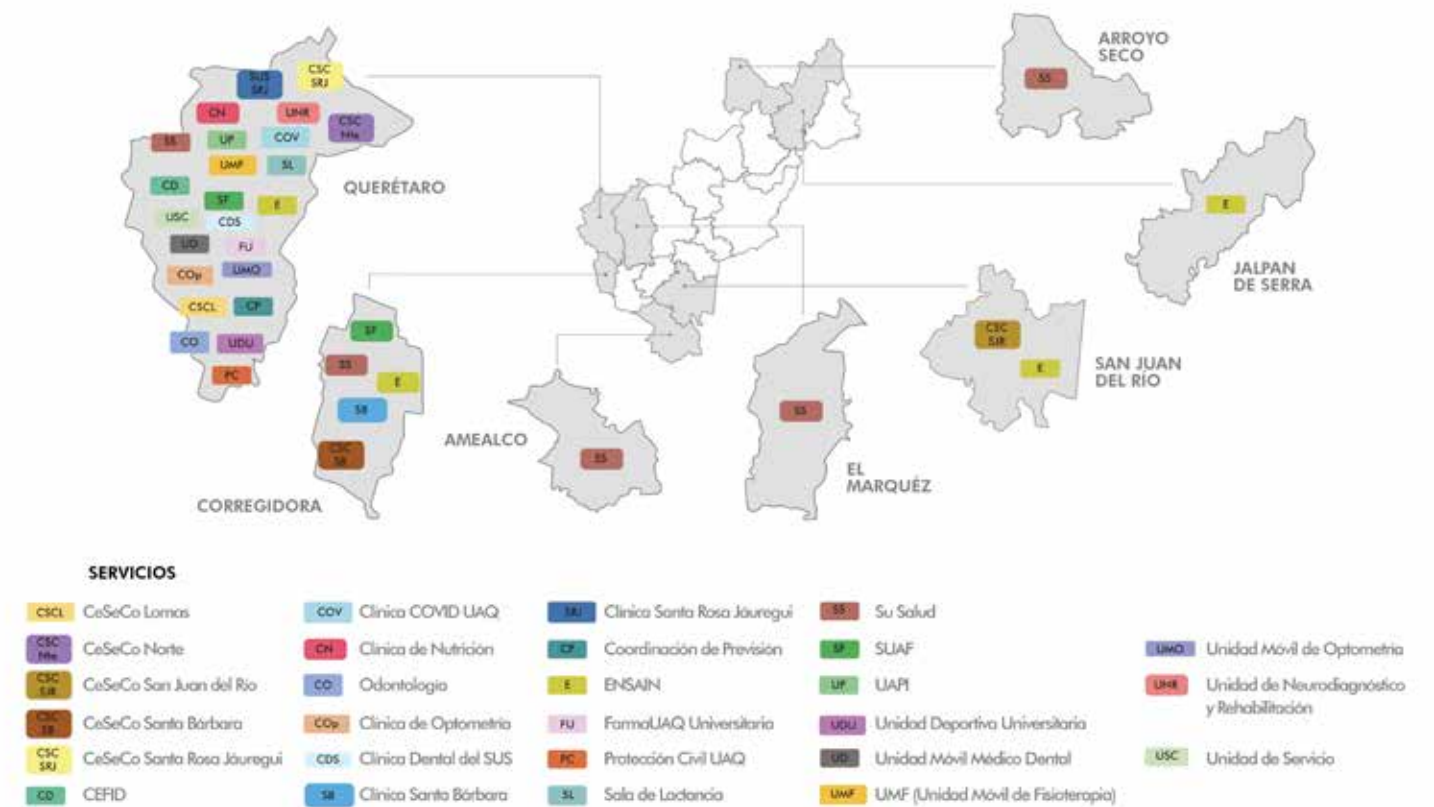 ARROYO
SECO
SS
JALPAN
DE SERRA
E
SAN JUAN
DEL RÍO
CSC
SJR
E
EL
MARQUÉZ
SS
AMEALCO
SS
CORREGIDORA
SF
SS
E
SB
CSC
SB
QUERÉTARO
SUS
SRJ
CSC
SRJ
CN
UNR
CSC
Nte
SS
UP
COV
UMF
SL
CD
SF
E
USC
CDS
UD
FU
COp
UMO
CSCL
CP
CO
UDU
PC
SERVICIOS
CSCL CeSeCo Lomas
CSC
Nte
CeSeCo Norte
CSC
SJR
CeSeCo San Juan del Río
CSC
SB
CeSeCo Santa Bárbara
CSC
SRJ
CeSeCo Santa Rosa Jáuregui
CD CEFID
COV Clínica COVID UAQ
CN Clínica de Nutrición
CO Odontología
COp Clínica de Optometría
CDS Clínica Dental del SUS
SB Clínica Santa Bárbara
SRJ Clínica Santa Rosa Jáuregui
CP Coordinación de Previsión
E ENSAIN
FU FarmaUAQ Universitaria
PC Protección Civil UAQ
SL Sala de Lactancia
SS Su Salud
SF SUAF
UP UAPI
UDU Unidad Deportiva Universitaria
UD Unidad Móvil Médico Dental
UMF UMF (Unidad Móvil de Fisioterapia)
UMO Unidad Móvil de Optometría
UNR Unidad de Neurodiagnóstico
y Rehabilitación
USC Unidad de Servicio